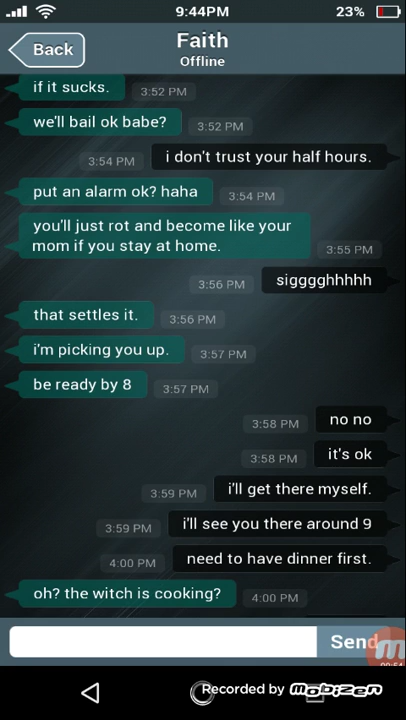 9:44PM
23%
Back
Faith
Offline
if it sucks.
3:52 PM
we'll bail ok babe?
3:52 PM
3:54 PM
i don't trust your half hours.
put an alarm ok? haha
3:54 PM
you'll just rot and become like your
mom if you stay at home.
3:55 PM
3:56 PM
sigggghhhhh
that settles it.
3:56 PM
i'm picking you up.
3:57 PM
be ready by 8
3:57 PM
3:58 PM
no no
3:58 PM
it's ok
3:59 PM
i'll get there myself.
3:59 PM
i'll see you there around 9
4:00 PM
need to have dinner first.
oh? the witch is cooking?
4:00 PM
Send
Recorded by mobizen